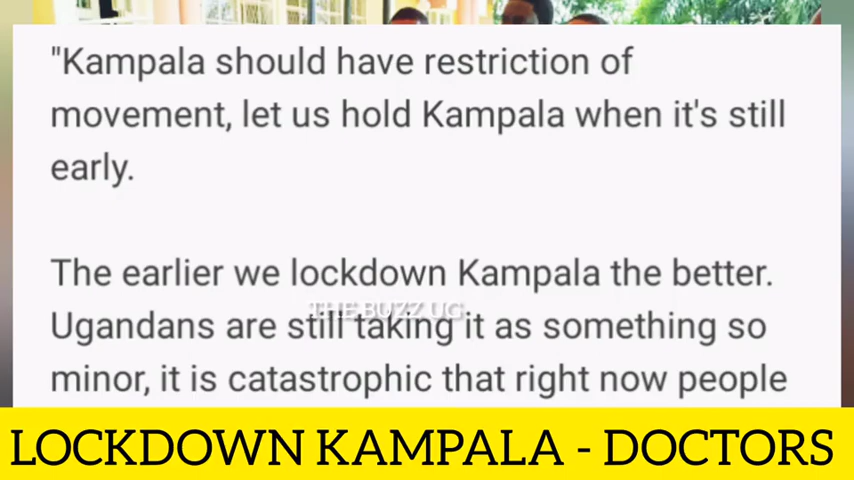 "Kampala should have restriction of
movement, let us hold Kampala when it's still
early.
The earlier we lockdown Kampala the better.
THE BUZZ UG
Ugandans are still taking it as something so
minor, it is catastrophic that right now people
LOCKDOWN KAMPALA - DOCTORS